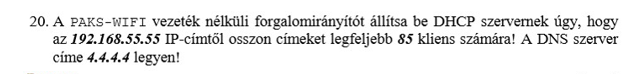 20. A PAKS-WIFI vezeték nélküli forgalomirányítót állítsa be DHCP szervernek úgy, hogy
az 192.168.55.55 IP-címtől osszon címeket legfeljebb 85 kliens számára! A DNS szerver
címe 4.4.4.4 legyen!